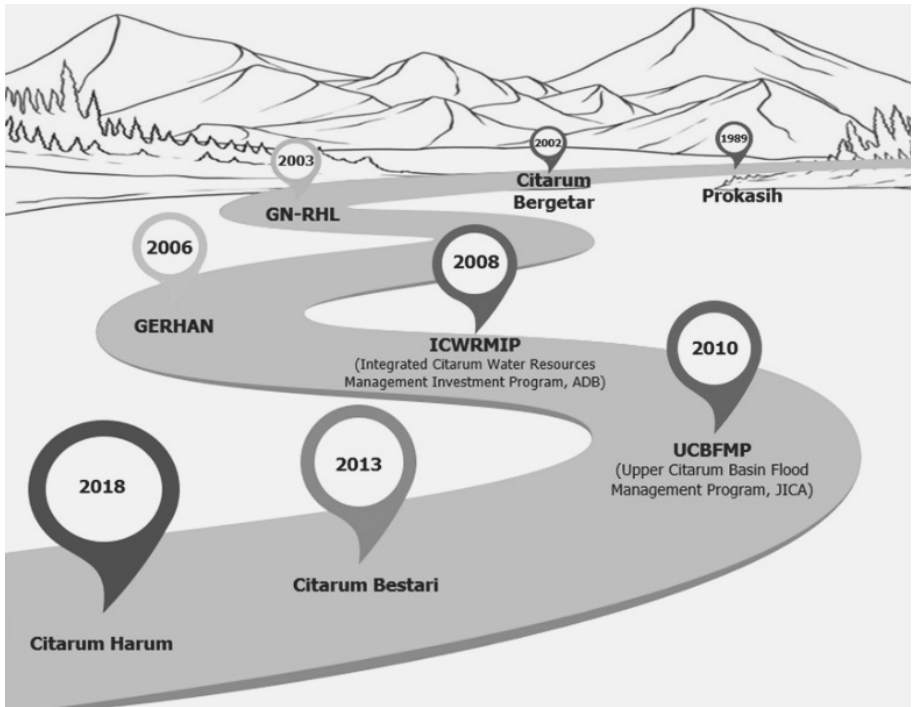 1989
Prokasih
2002
Citarum
Bergetar
2003
GN-RHL
2006
GERHAN
2008
ICWRMIP
(Integrated Citarum Water Resources
Management Investment Program, ADB)
2010
UCBFMP
(Upper Citarum Basin Flood
Management Program, JICA)
2013
Citarum Bestari
2018
Citarum Harum